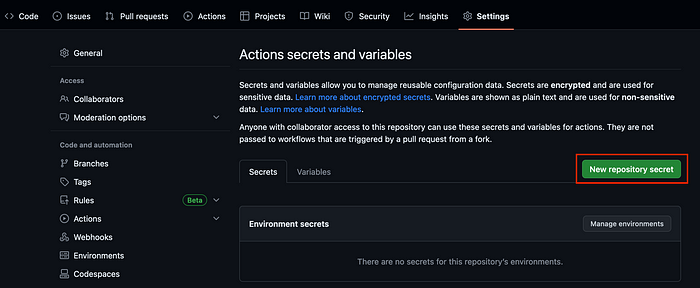 Code Issues Pull requests Actions Projects Wiki Security Insights Settings
General
Access
Collaborators
Moderation options
Code and automation
Branches
Tags
Rules Beta
Actions
Webhooks
Environments
Codespaces
Actions secrets and variables
Secrets and variables allow you to manage reusable configuration data. Secrets are encrypted and are used for
sensitive data. Learn more about encrypted secrets. Variables are shown as plain text and are used for non-sensitive
data. Learn more about variables.
Anyone with collaborator access to this repository can use these secrets and variables for actions. They are not
passed to workflows that are triggered by a pull request from a fork.
Secrets Variables New repository secret
Environment secrets Manage environments
There are no secrets for this repository's environments.